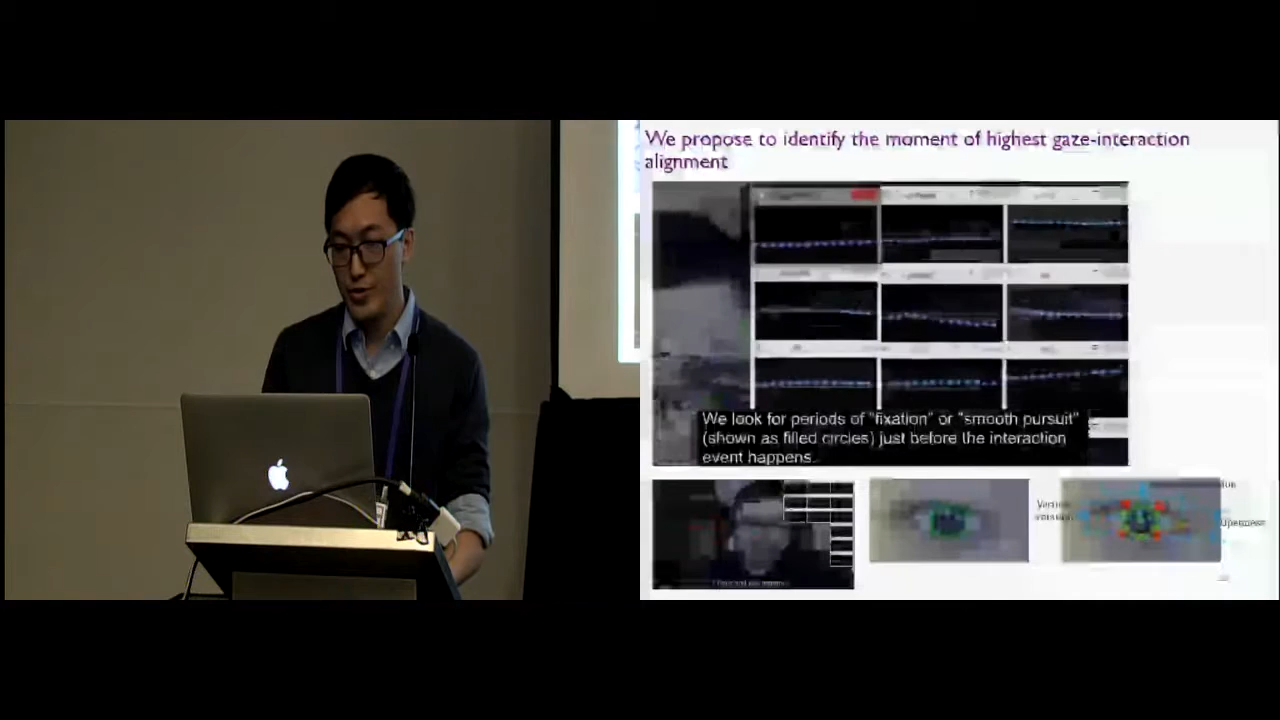 We propose to identify the moment of highest gaze-interaction
alignment
We look for periods of "fixation" or "smooth pursuit"
(shown as filled circles) just before the interaction
event happens.
Openness